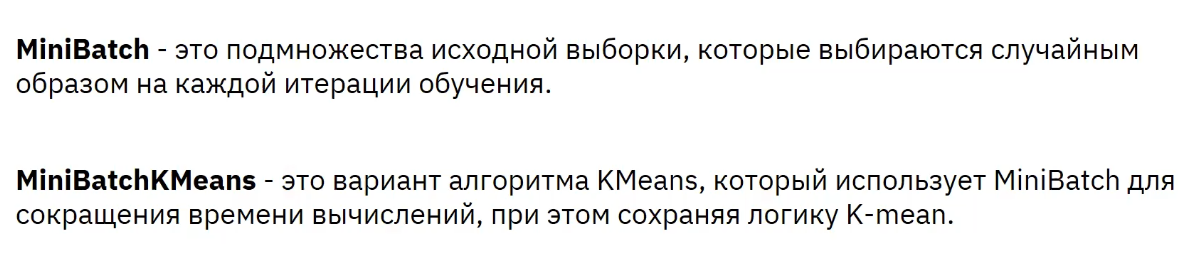 MiniBatch - это подмножества исходной выборки, которые выбираются случайным
образом на каждой итерации обучения.
MiniBatchKMeans - это вариант алгоритма KMeans, который использует MiniBatch для
сокращения времени вычислений, при этом сохраняя логику K-mean.